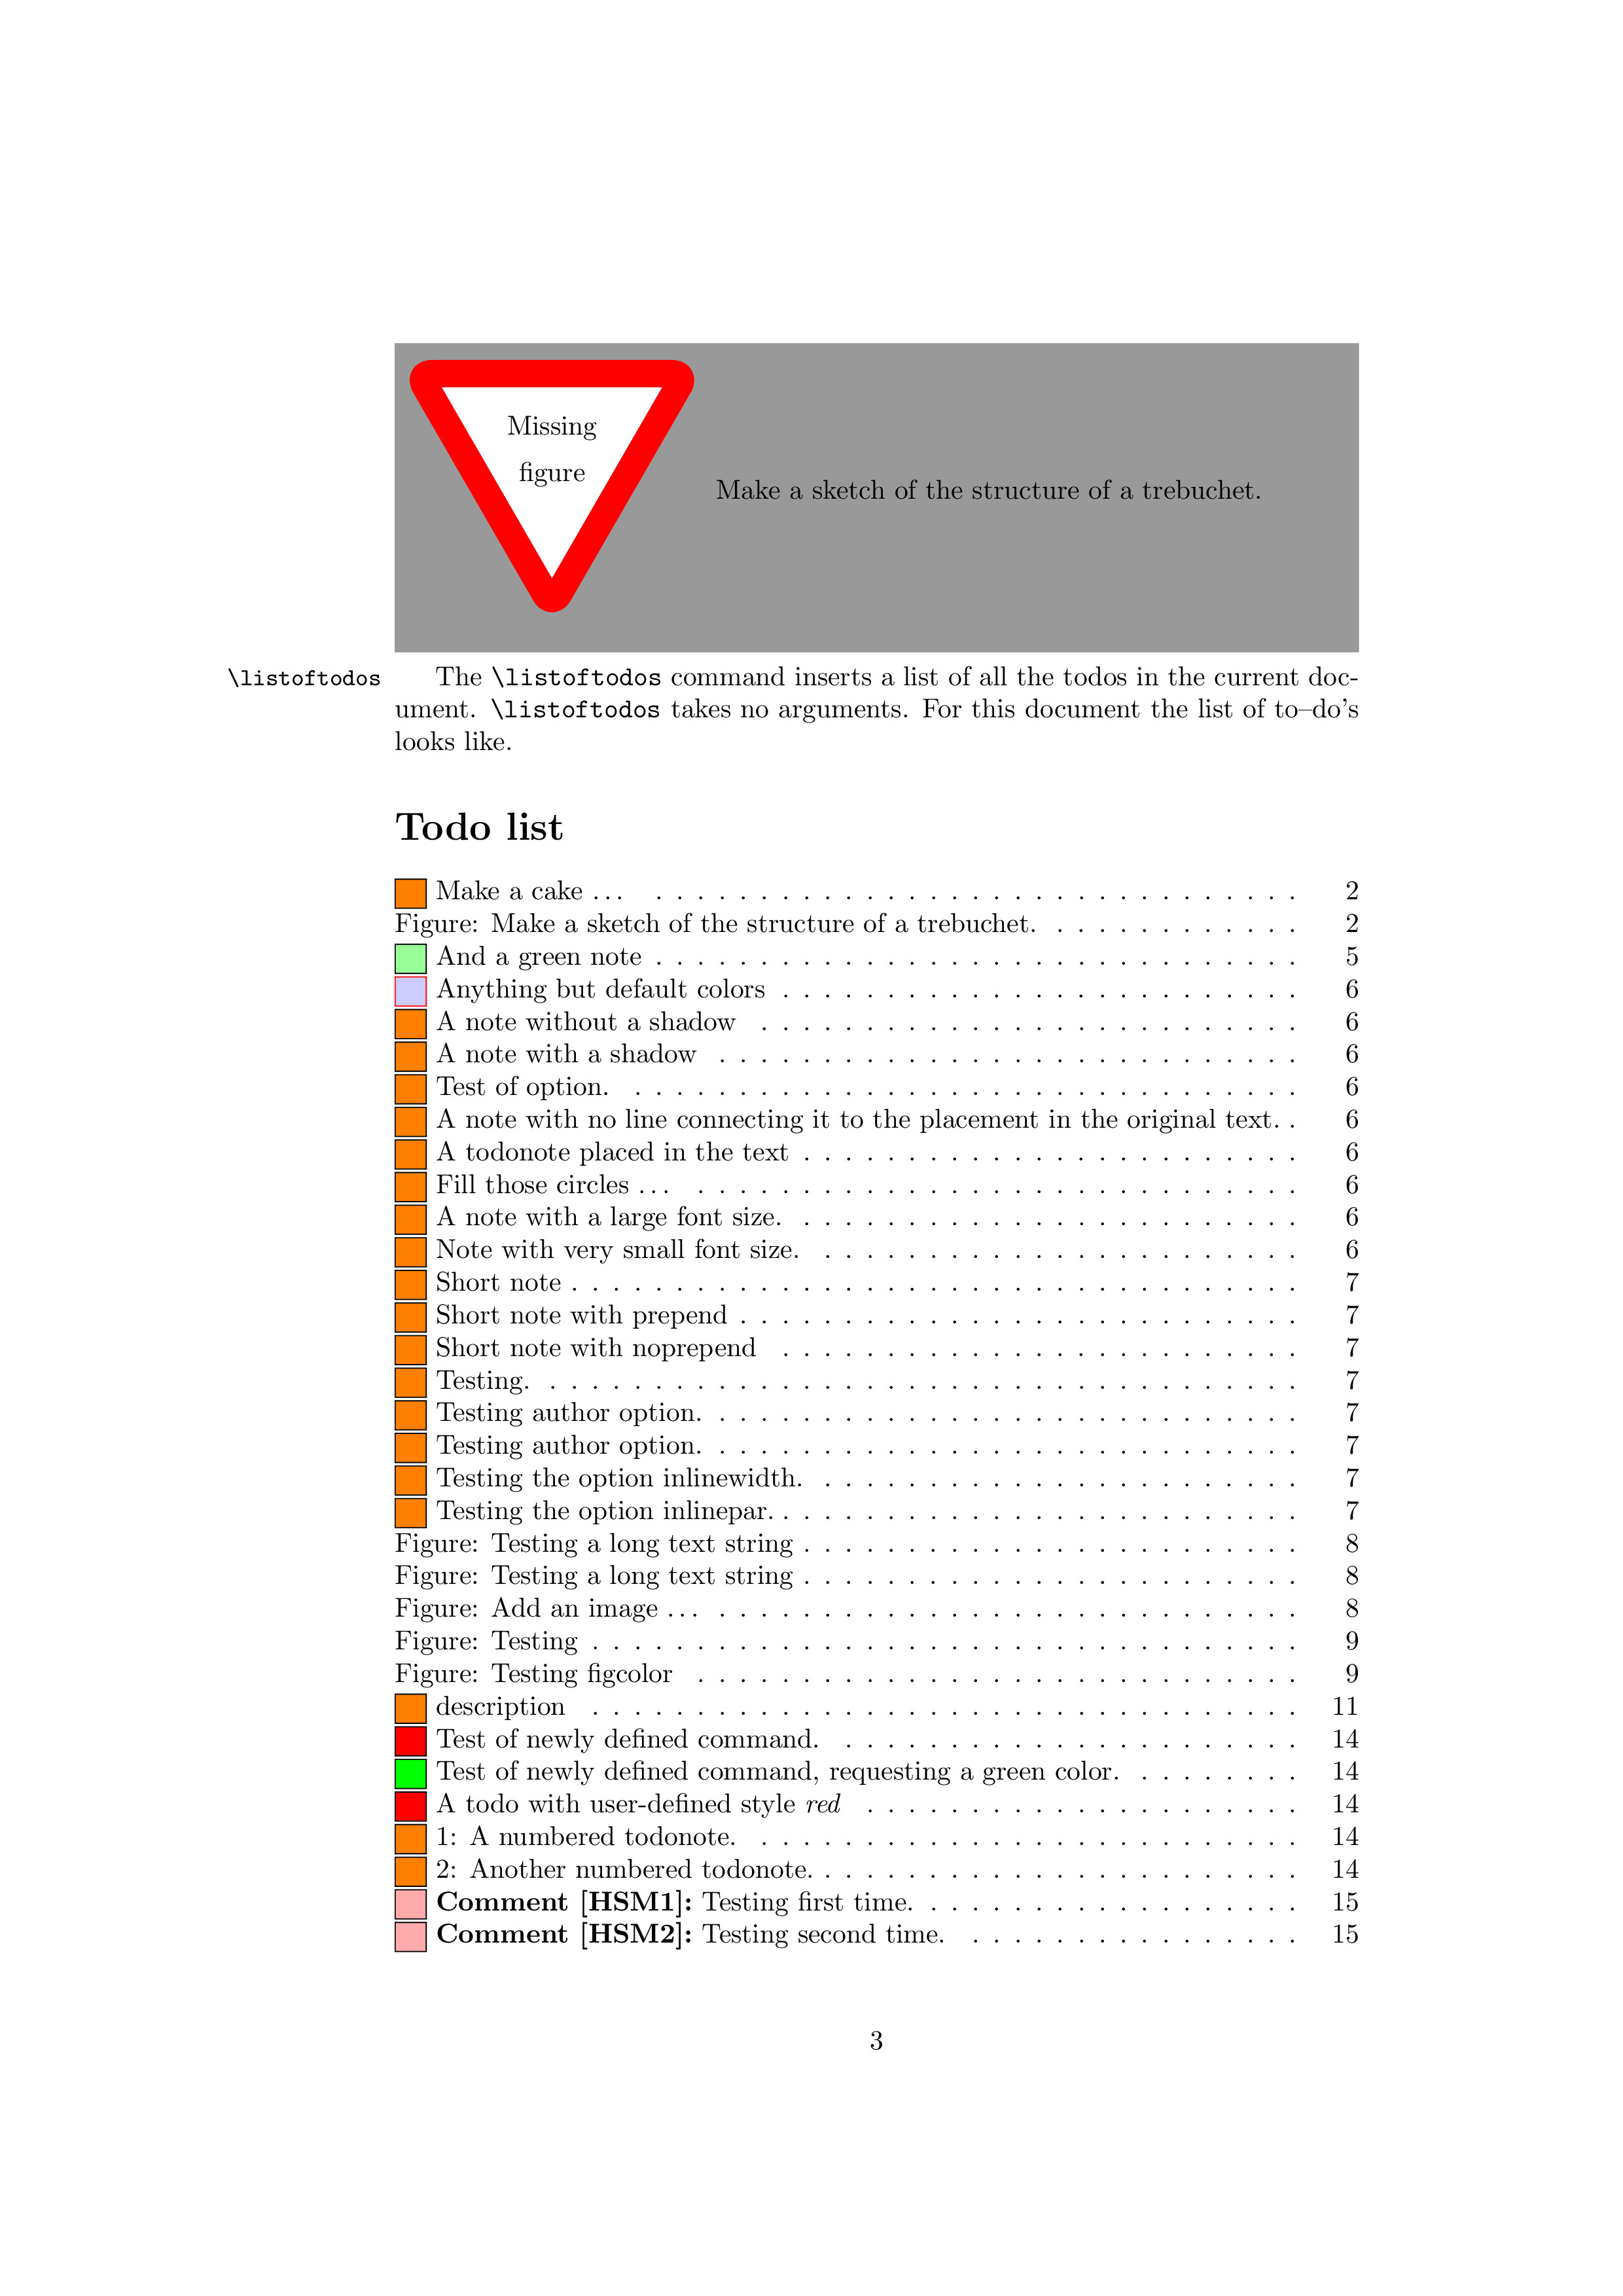 Missing
figure
Make a sketch of the structure of a trebuchet.
\listoftodos The \listoftodos command inserts a list of all the todos in the current doc-
ument. \listoftodos takes no arguments. For this document the list of to–do's
looks like.
Todo list
Make a cake … . . . . . . . . . . . . . . . . . . . . . . . . . . . . . . . 2
Figure: Make a sketch of the structure of a trebuchet. . . . . . . . . . . . . 2
And a green note . . . . . . . . . . . . . . . . . . . . . . . . . . . . . . . 5
Anything but default colors . . . . . . . . . . . . . . . . . . . . . . . . . 6
A note without a shadow . . . . . . . . . . . . . . . . . . . . . . . . . . 6
A note with a shadow . . . . . . . . . . . . . . . . . . . . . . . . . . . . 6
Test of option. . . . . . . . . . . . . . . . . . . . . . . . . . . . . . . . . 6
A note with no line connecting it to the placement in the original text. . 6
A todonote placed in the text . . . . . . . . . . . . . . . . . . . . . . . . 6
Fill those circles … . . . . . . . . . . . . . . . . . . . . . . . . . . . . . 6
A note with a large font size. . . . . . . . . . . . . . . . . . . . . . . . . 6
Note with very small font size. . . . . . . . . . . . . . . . . . . . . . . . 6
Short note . . . . . . . . . . . . . . . . . . . . . . . . . . . . . . . . . . . 7
Short note with prepend . . . . . . . . . . . . . . . . . . . . . . . . . . . 7
Short note with noprepend . . . . . . . . . . . . . . . . . . . . . . . . . 7
Testing. . . . . . . . . . . . . . . . . . . . . . . . . . . . . . . . . . . . . 7
Testing author option. . . . . . . . . . . . . . . . . . . . . . . . . . . . . 7
Testing author option. . . . . . . . . . . . . . . . . . . . . . . . . . . . . 7
Testing the option inlinewidth. . . . . . . . . . . . . . . . . . . . . . . . 7
Testing the option inlinepar. . . . . . . . . . . . . . . . . . . . . . . . . . 7
Figure: Testing a long text string . . . . . . . . . . . . . . . . . . . . . . . . 8
Figure: Testing a long text string . . . . . . . . . . . . . . . . . . . . . . . . 8
Figure: Add an image … . . . . . . . . . . . . . . . . . . . . . . . . . . . . 8
Figure: Testing . . . . . . . . . . . . . . . . . . . . . . . . . . . . . . . . . . 9
Figure: Testing figcolor . . . . . . . . . . . . . . . . . . . . . . . . . . . . . 9
description . . . . . . . . . . . . . . . . . . . . . . . . . . . . . . . . . . 11
Test of newly defined command. . . . . . . . . . . . . . . . . . . . . . . 14
Test of newly defined command, requesting a green color. . . . . . . . . 14
A todo with user-defined style red . . . . . . . . . . . . . . . . . . . . . 14
1: A numbered todonote. . . . . . . . . . . . . . . . . . . . . . . . . . . 14
2: Another numbered todonote. . . . . . . . . . . . . . . . . . . . . . . . 14
Comment [HSM1]: Testing first time. . . . . . . . . . . . . . . . . . . 15
Comment [HSM2]: Testing second time. . . . . . . . . . . . . . . . . 15
3